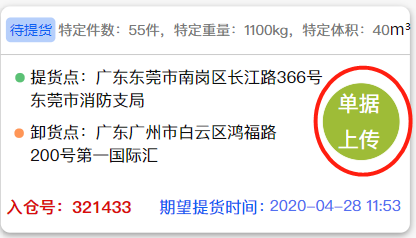 待提货 特定件数：55件，特定重量：1100kg，特定体积：40m³
提货点：广东东莞市南岗区长江路366号
东莞市消防支局
单据
上传
卸货点：广东广州市白云区鸿福路
200号第一国际汇
入仓号：321433 期望提货时间：2020-04-28 11:53